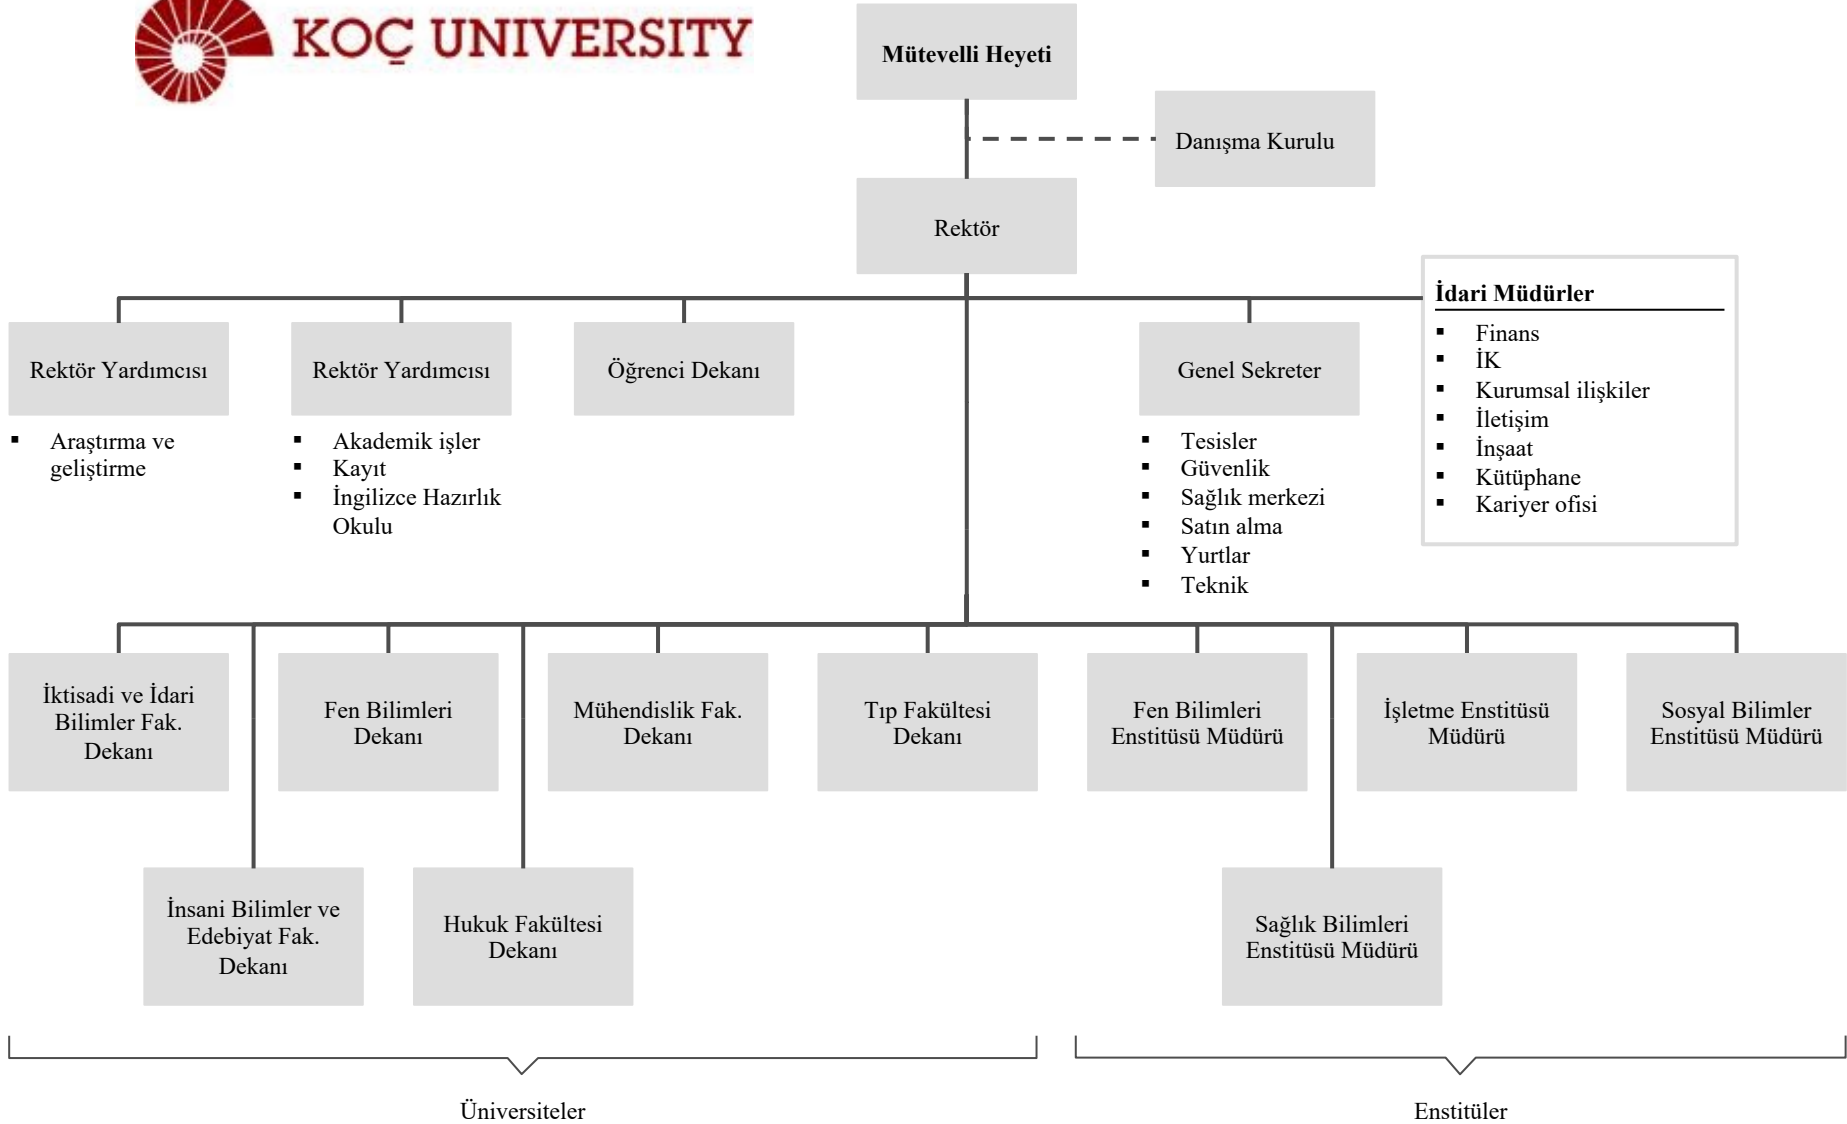 KOÇ UNIVERSITY
Mütevelli Heyeti
Danışma Kurulu
Rektör
Rektör Yardımcısı
▪ Araştırma ve
geliştirme
Rektör Yardımcısı
▪ Akademik işler
▪ Kayıt
▪ İngilizce Hazırlık
Okulu
Öğrenci Dekanı
Genel Sekreter
▪ Tesisler
▪ Güvenlik
▪ Sağlık merkezi
▪ Satın alma
▪ Yurtlar
▪ Teknik
İdari Müdürler
▪ Finans
▪ İK
▪ Kurumsal ilişkiler
▪ İletişim
▪ İnşaat
▪ Kütüphane
▪ Kariyer ofisi
İktisadi ve İdari
Bilimler Fak.
Dekanı
Fen Bilimleri
Dekanı
Mühendislik Fak.
Dekanı
Tıp Fakültesi
Dekanı
Fen Bilimleri
Enstitüsü Müdürü
İşletme Enstitüsü
Müdürü
Sosyal Bilimler
Enstitüsü Müdürü
İnsani Bilimler ve
Edebiyat Fak.
Dekanı
Hukuk Fakültesi
Dekanı
Sağlık Bilimleri
Enstitüsü Müdürü
Üniversiteler
Enstitüler